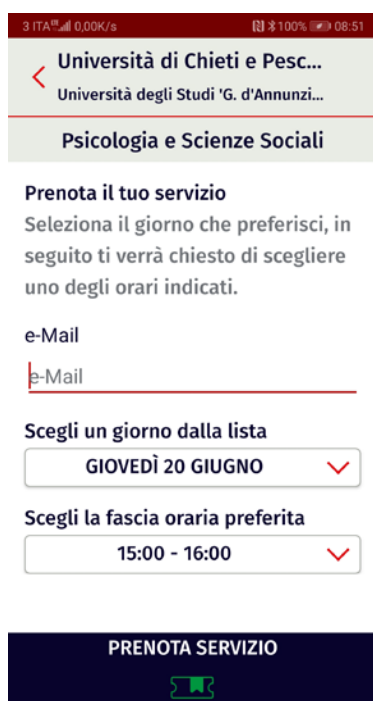 3 ITA 0,00K/s 100% 08:51
Università di Chieti e Pesc...
Università degli Studi 'G. d'Annunzi...
Psicologia e Scienze Sociali
Prenota il tuo servizio
Seleziona il giorno che preferisci, in
seguito ti verrà chiesto di scegliere
uno degli orari indicati.
e-Mail
e-Mail
Scegli un giorno dalla lista
GIOVEDÌ 20 GIUGNO
Scegli la fascia oraria preferita
15:00 - 16:00
PRENOTA SERVIZIO